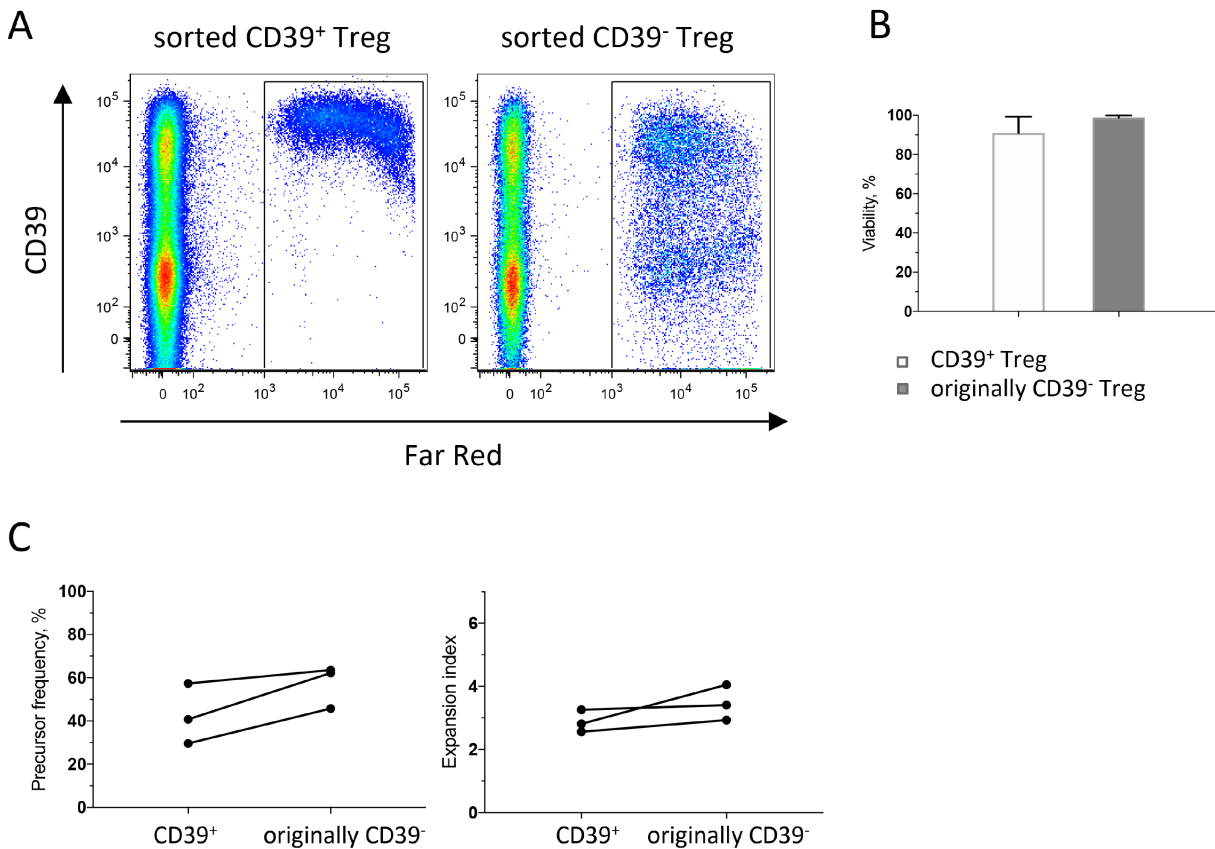 A
sorted CD39⁺ Treg
sorted CD39⁻ Treg
B
10⁵
10⁴
10³
10²
0
0
10²
10³
10⁴
10⁵
CD39
10⁵
10⁴
10³
10²
0
0
10²
10³
10⁴
10⁵
Far Red
100
80
60
40
20
0
Viability, %
CD39⁺ Treg
originally CD39⁻ Treg
C
100
80
60
40
20
0
Precursor frequency, %
CD39⁺
originally CD39⁻
6
4
2
0
Expansion index
CD39⁺
originally CD39⁻